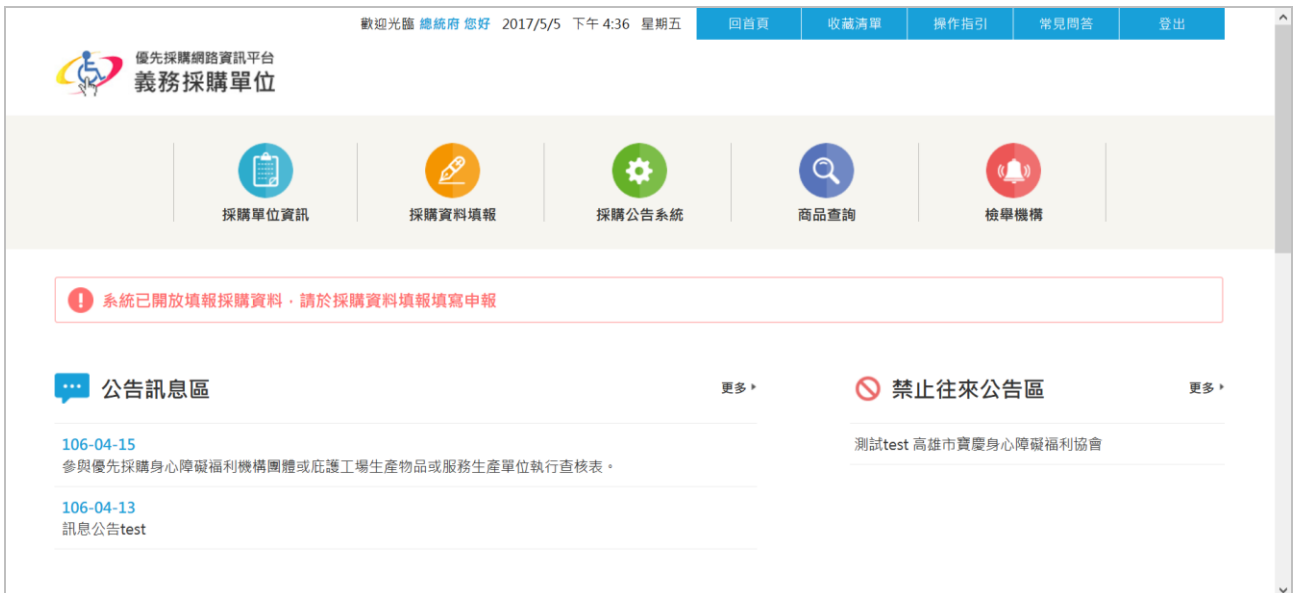 歡迎光臨 總統府 您好 2017/5/5 下午 4:36 星期五 回首頁 收藏清單 操作指引 常見問答 登出
優先採購網路資訊平台
義務採購單位
採購單位資訊 採購資料填報 採購公告系統 商品查詢 檢舉機構
系統已開放填報採購資料，請於採購資料填報填寫申報
公告訊息區 更多
禁止往來公告區 更多
106-04-15
參與優先採購身心障礙福利機構團體或庇護工場生產物品或服務生產單位執行查核表。
測試test 高雄市寶慶身心障礙福利協會
106-04-13
訊息公告test